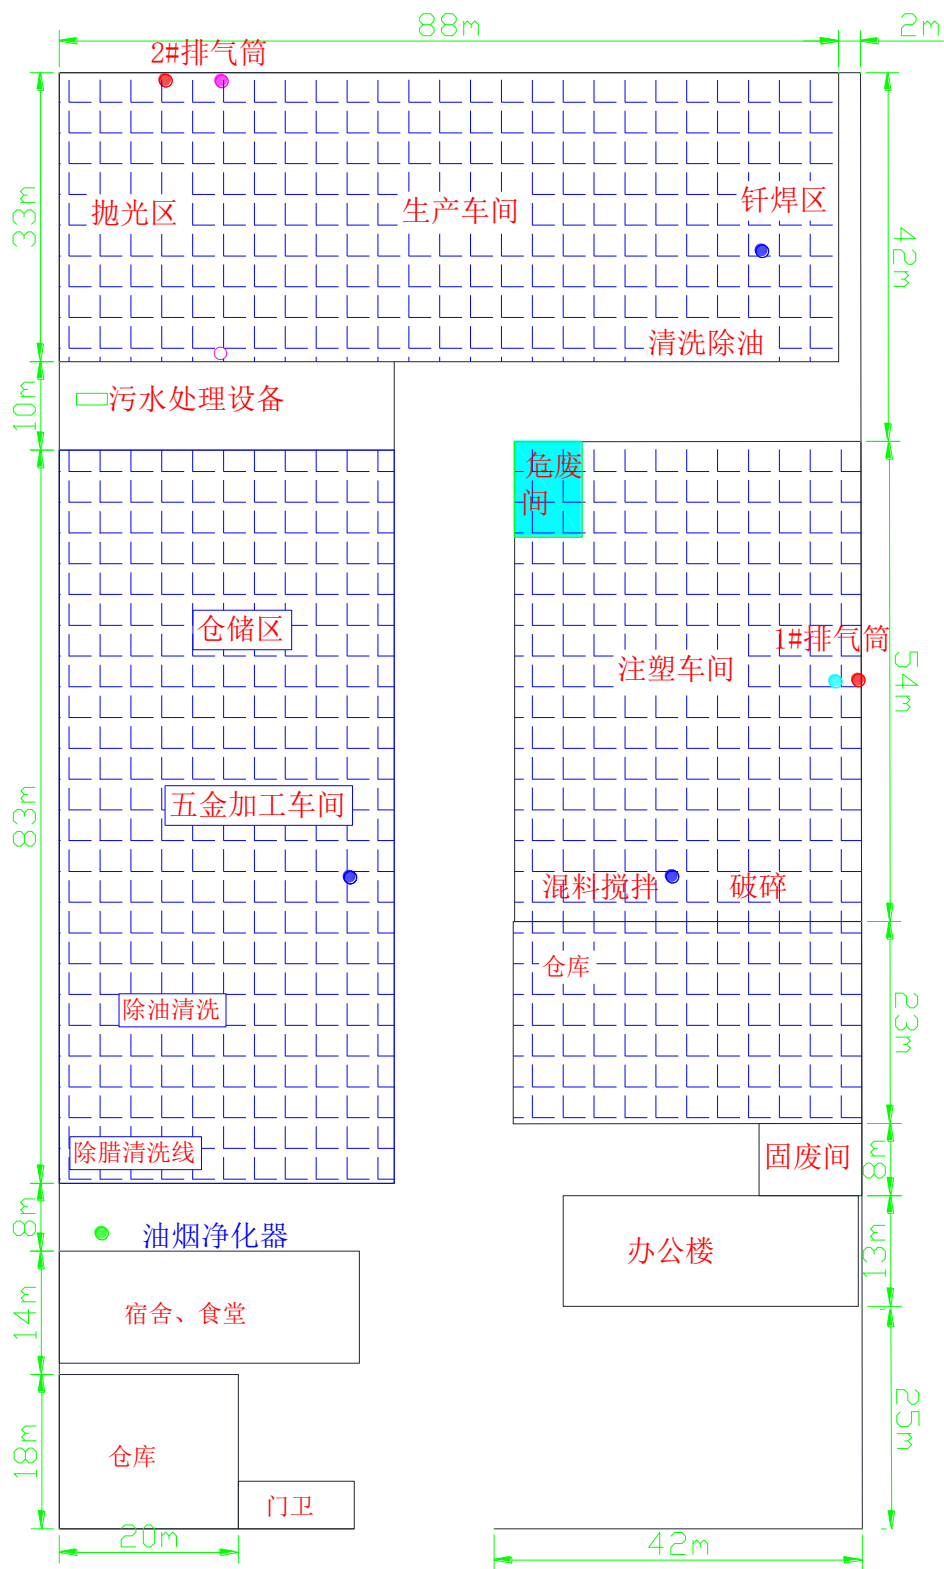 88m
2m
2#排气筒
33m
抛光区
生产车间
钎焊区
42m
清洗除油
10m
污水处理设备
危废
间
仓储区
1#排气筒
注塑车间
54m
五金加工车间
83m
混料搅拌
破碎
仓库
除油清洗
23m
除腊清洗线
固废间
8m
8m
油烟净化器
办公楼
13m
宿舍、食堂
14m
25m
仓库
18m
门卫
20m
42m